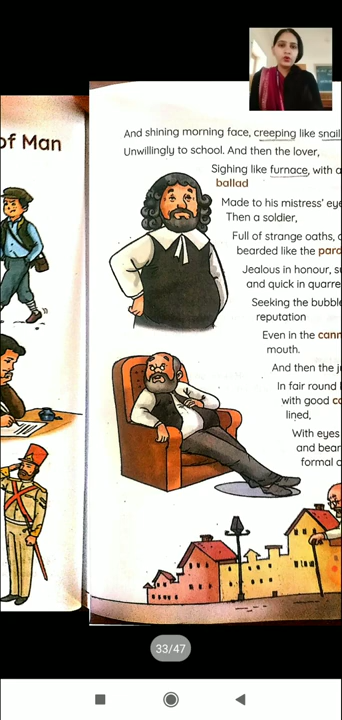 of Man
And shining morning face, creeping like snail
Unwillingly to school. And then the lover,
Sighing like furnace, with a
ballad
Made to his mistress' eye
Then a soldier,
Full of strange oaths,
bearded like the pard
Jealous in honour,
and quick in quarre
Seeking the bubble
reputation
Even in the cann
mouth.
And then the
In fair round
with good
lined,
With eyes
and bear
formal
33/47